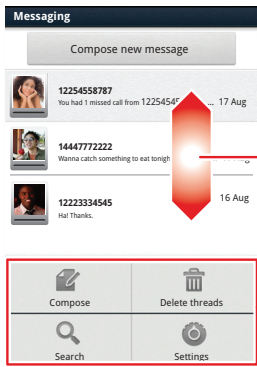 Messaging
Compose new message
12254558787
You had 1 missed call from 12254545 ... 17 Aug
14447772222
Wanna catch something to eat tonigh
12223334545
16 Aug
Ha! Thanks.
Compose Delete threads
Search Settings